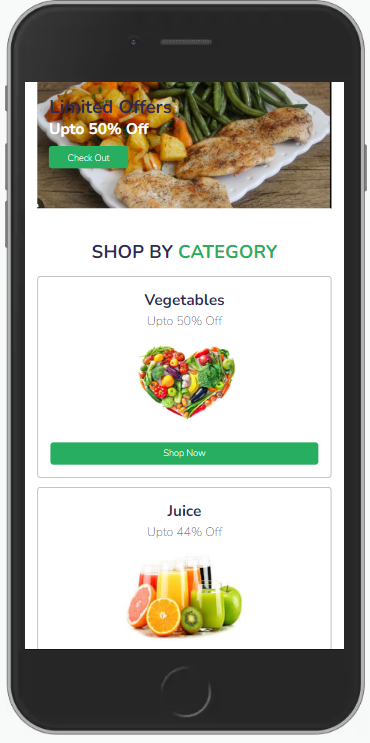 Limited Offers
Upto 50% Off
Check Out
SHOP BY CATEGORY
Vegetables
Upto 50% Off
Shop Now
Juice
Upto 44% Off